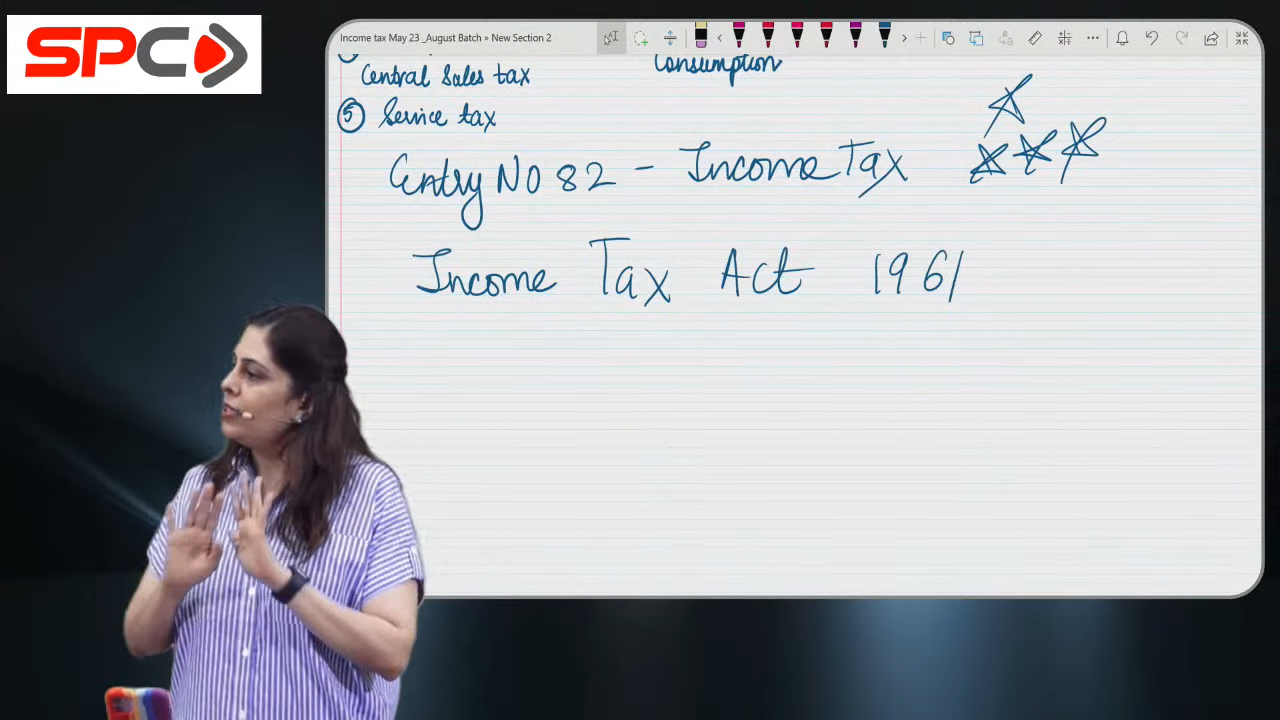 SPC
Income tax May 23 _August Batch » New Section 2
Central Sales tax
Consumption
5 Service tax
Entry No 82 - Income Tax
Income Tax Act 1961